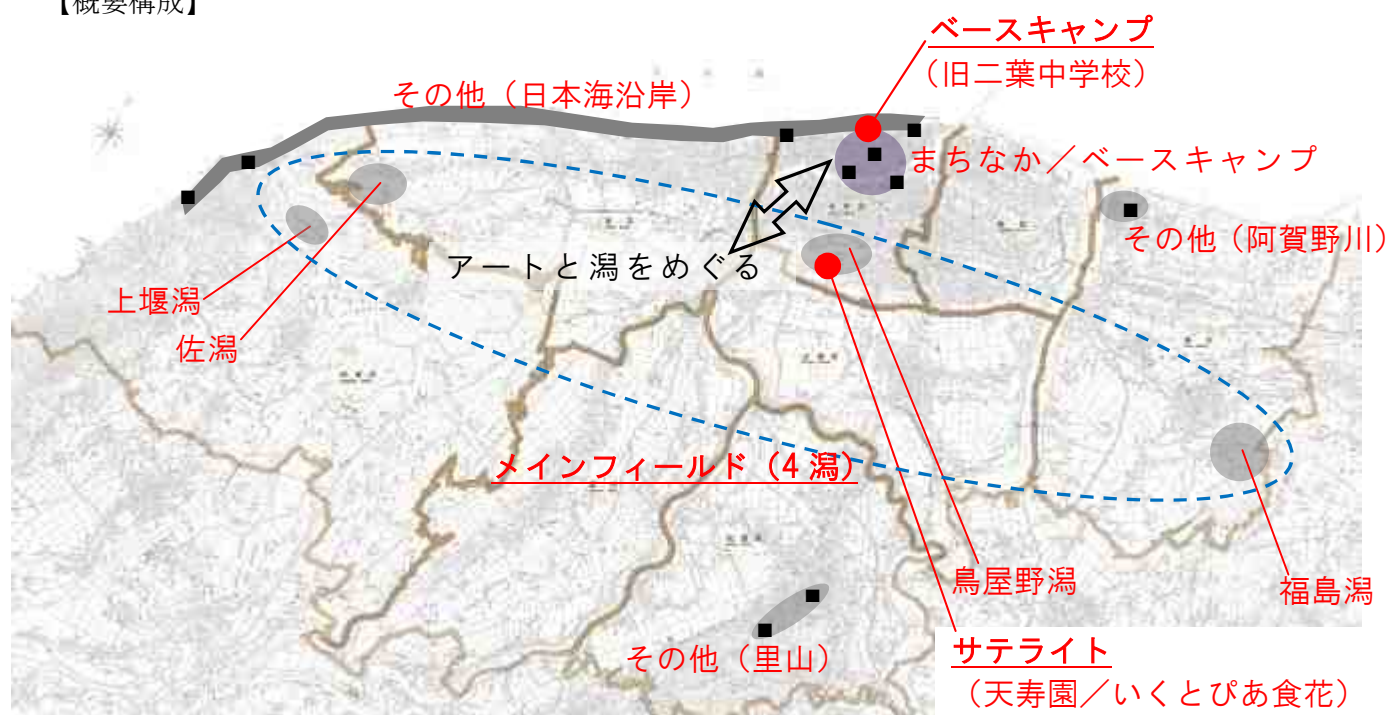 【概要構成】
ベースキャンプ
（旧二葉中学校）
その他（日本海沿岸）
まちなか／ベースキャンプ
その他（阿賀野川）
アートと潟をめぐる
上堰潟
佐潟
メインフィールド（4 潟）
鳥屋野潟
福島潟
その他（里山）
サテライト
（天寿園／いくとぴあ食花）